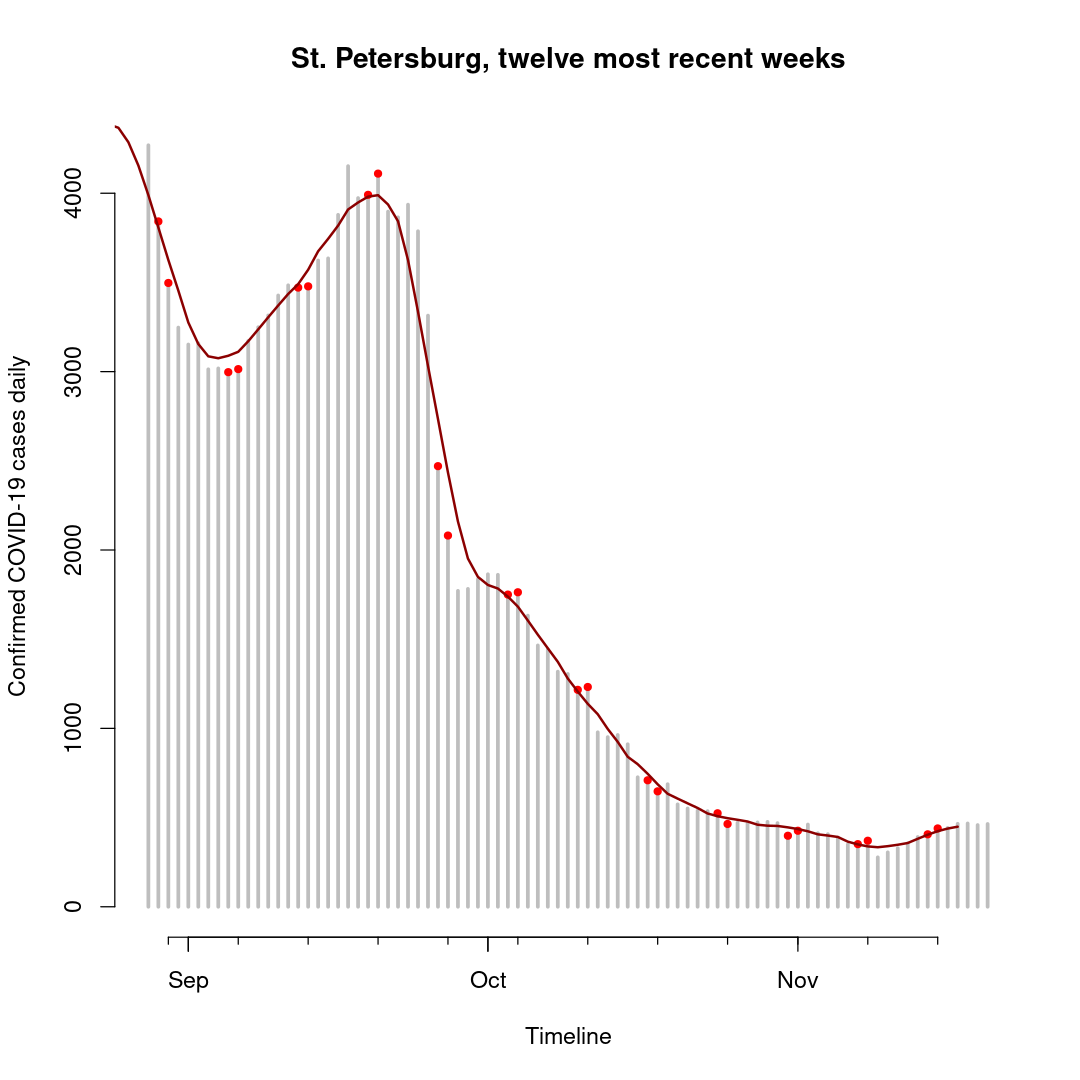 St. Petersburg, twelve most recent weeks
Confirmed COVID-19 cases daily
4000
3000
2000
1000
0
Sep Oct Nov
Timeline